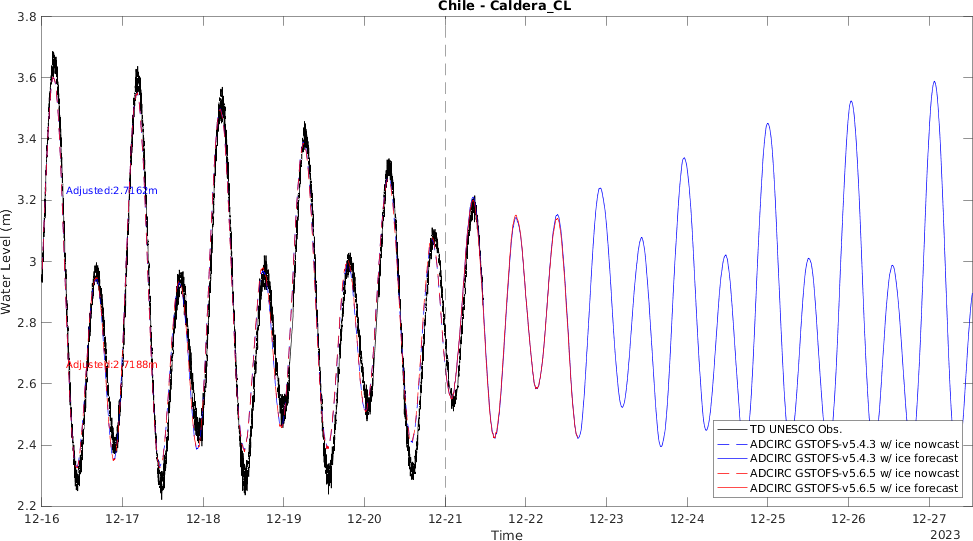 Chile - Caldera_CL
3.8
3.6
3.4
3.2
3
2.8
2.6
2.4
2.2
Water Level (m)
Adjusted:2.7162m
Adjusted:2.7188m
TD UNESCO Obs.
ADCIRC GSTOFS-v5.4.3 w/ ice nowcast
ADCIRC GSTOFS-v5.4.3 w/ ice forecast
ADCIRC GSTOFS-v5.6.5 w/ ice nowcast
ADCIRC GSTOFS-v5.6.5 w/ ice forecast
12-16 12-17 12-18 12-19 12-20 12-21 12-22 12-23 12-24 12-25 12-26 12-27
2023
Time